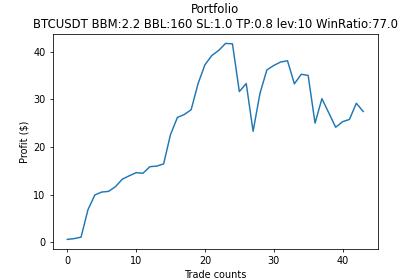 Portfolio
BTCUSDT BBM:2.2 BBL:160 SL:1.0 TP:0.8 lev:10 WinRatio:77.0
40
30
20
10
0
Profit ($)
0
10
20
30
40
Trade counts